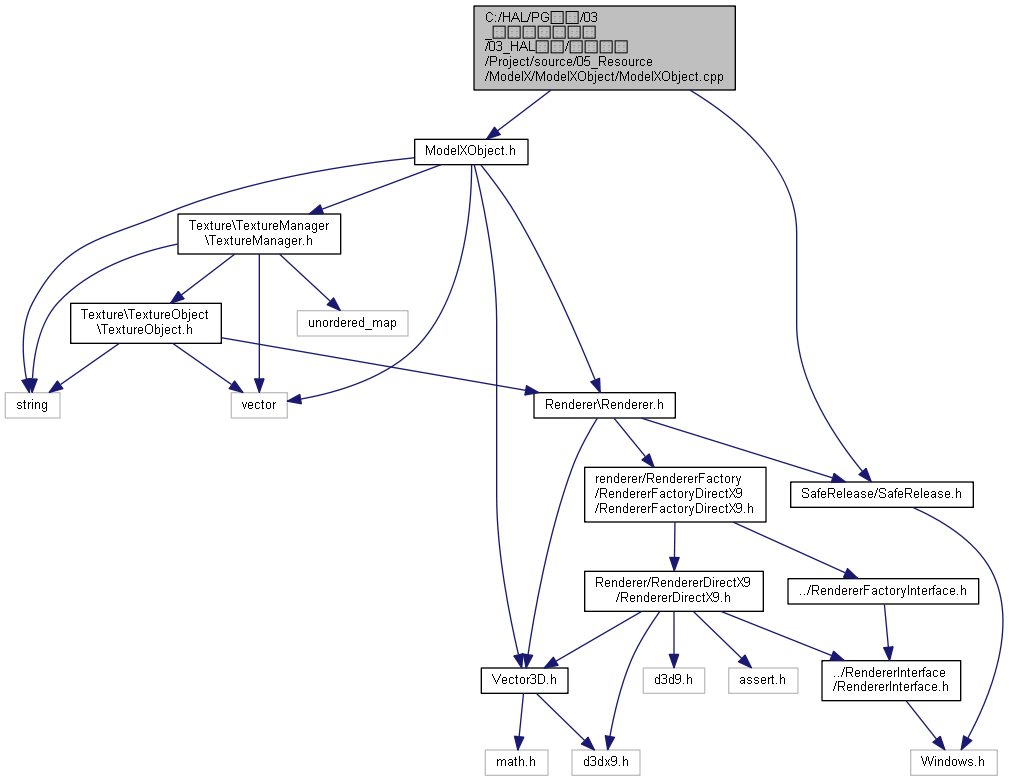 C:/HAL/PG□□/03
_□□□□□□□□
/03_HAL□□/□□□□
/Project/source/05_Resource
/ModelX/ModelXObject/ModelXObject.cpp
ModelXObject.h
Texture\TextureManager
\TextureManager.h
Texture\TextureObject
\TextureObject.h
unordered_map
string
vector
Renderer\Renderer.h
renderer/RendererFactory
/RendererFactoryDirectX9
/RendererFactoryDirectX9.h
SafeRelease/SafeRelease.h
Renderer/RendererDirectX9
/RendererDirectX9.h
../RendererFactoryInterface.h
Vector3D.h
d3d9.h
assert.h
../RendererInterface
/RendererInterface.h
math.h
d3dx9.h
Windows.h